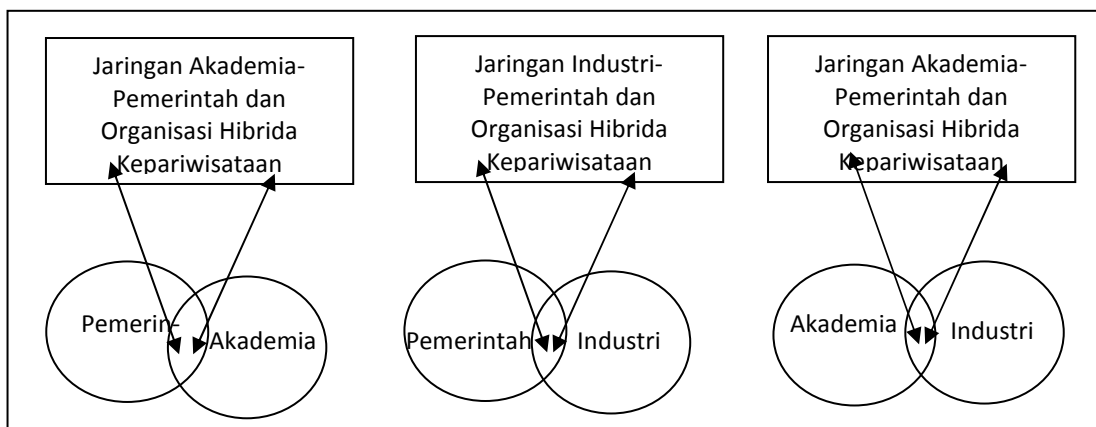 Jaringan Akademia-
Pemerintah dan
Organisasi Hibrida
Kepariwisataan
Jaringan Industri-
Pemerintah dan
Organisasi Hibrida
Kepariwisataan
Jaringan Akademia-
Pemerintah dan
Organisasi Hibrida
Kepariwisataan
Pemerin-
Akademia
Pemerintah
Industri
Akademia
Industri